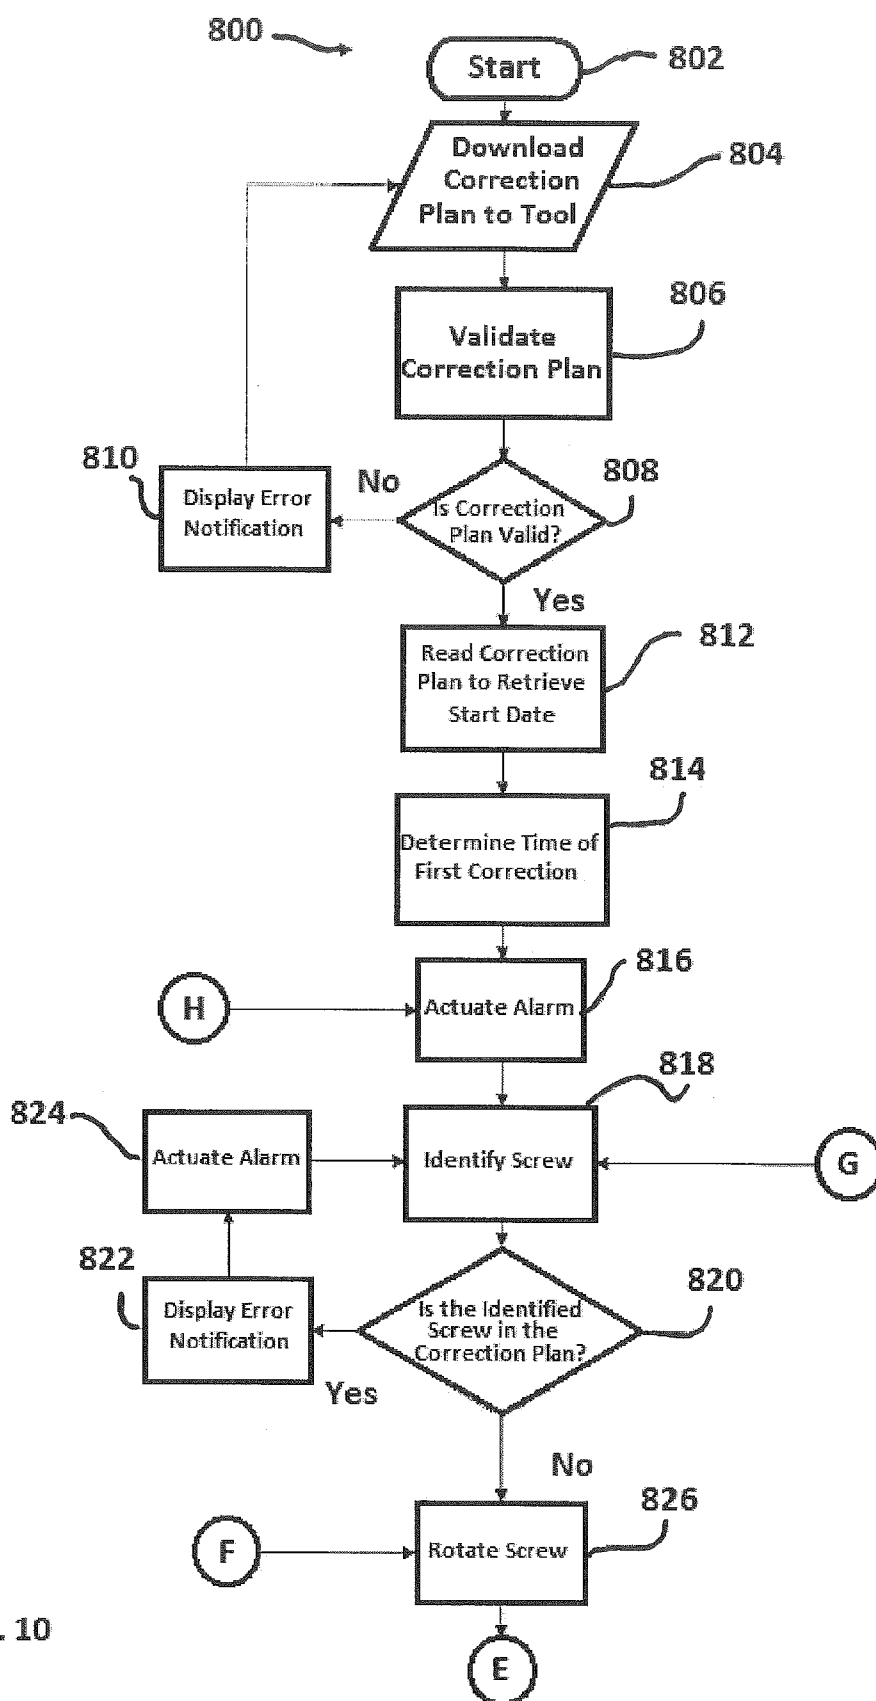 800
Start
802
Download
Correction
Plan to Tool
804
806
Validate
Correction Plan
810
Display Error
Notification
No
Is Correction
Plan Valid?
808
Yes
Read Correction
Plan to Retrieve
Start Date
812
814
Determine Time of
First Correction
H
Actuate Alarm
816
818
824
Actuate Alarm
Identify Screw
G
822
Display Error
Notification
Is the Identified
Screw in the
Correction Plan?
820
Yes
No
826
F
Rotate Screw
. 10
E